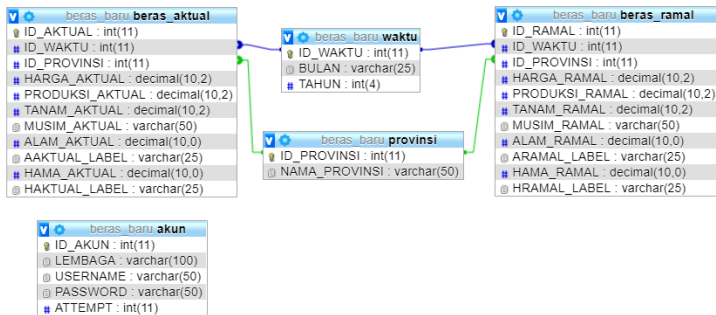 beras_baru beras_aktual
ID_AKTUAL : int(11)
ID_WAKTU : int(11)
ID_PROVINSI : int(11)
HARGA_AKTUAL : decimal(10,2)
PRODUKSI_AKTUAL : decimal(10,2)
TANAM_AKTUAL : decimal(10,2)
MUSIM_AKTUAL : varchar(50)
ALAM_AKTUAL : decimal(10,0)
AAKTUAL_LABEL : varchar(25)
HAMA_AKTUAL : decimal(10,0)
HAKTUAL_LABEL : varchar(25)
beras_baru waktu
ID_WAKTU : int(11)
BULAN : varchar(25)
TAHUN : int(4)
beras_baru provinsi
ID_PROVINSI : int(11)
NAMA_PROVINSI : varchar(50)
beras_baru beras_ramal
ID_RAMAL : int(11)
ID_WAKTU : int(11)
ID_PROVINSI : int(11)
HARGA_RAMAL : decimal(10,2)
PRODUKSI_RAMAL : decimal(10,2)
TANAM_RAMAL : decimal(10,2)
MUSIM_RAMAL : varchar(50)
ALAM_RAMAL : decimal(10,0)
ARAMAL_LABEL : varchar(25)
HAMA_RAMAL : decimal(10,0)
HRAMAL_LABEL : varchar(25)
beras_baru akun
ID_AKUN : int(11)
LEMBAGA : varchar(100)
USERNAME : varchar(50)
PASSWORD : varchar(50)
ATTEMPT : int(11)